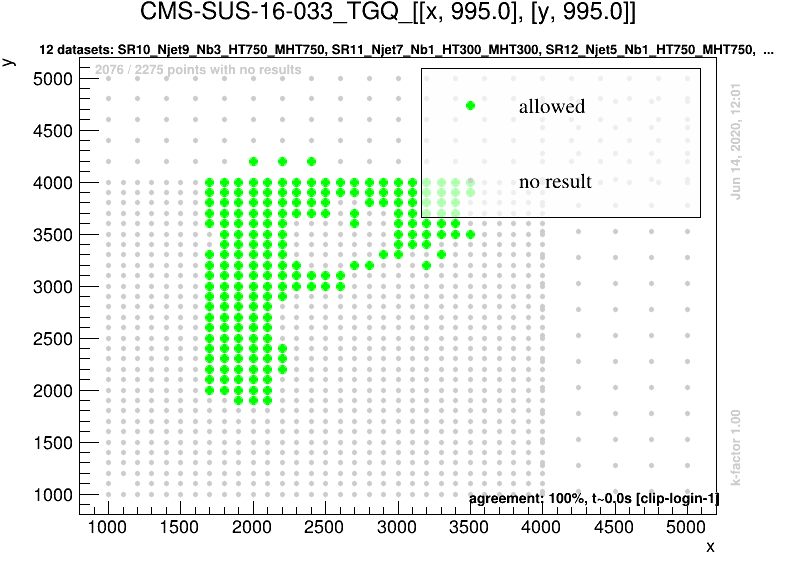 CMS-SUS-16-033_TGQ_[[x, 995.0], [y, 995.0]]
12 datasets: SR10_Njet9_Nb3_HT750_MHT750, SR11_Njet7_Nb1_HT300_MHT300, SR12_Njet5_Nb1_HT750_MHT750, ...
y
2076 / 2275 points with no results
5000
4500
4000
3500
3000
2500
2000
1500
1000
allowed
no result
Jun 14, 2020, 12:01
k-factor 1.00
agreement: 100%, t~0.0s [clip-login-1]
1000 1500 2000 2500 3000 3500 4000 4500 5000
x